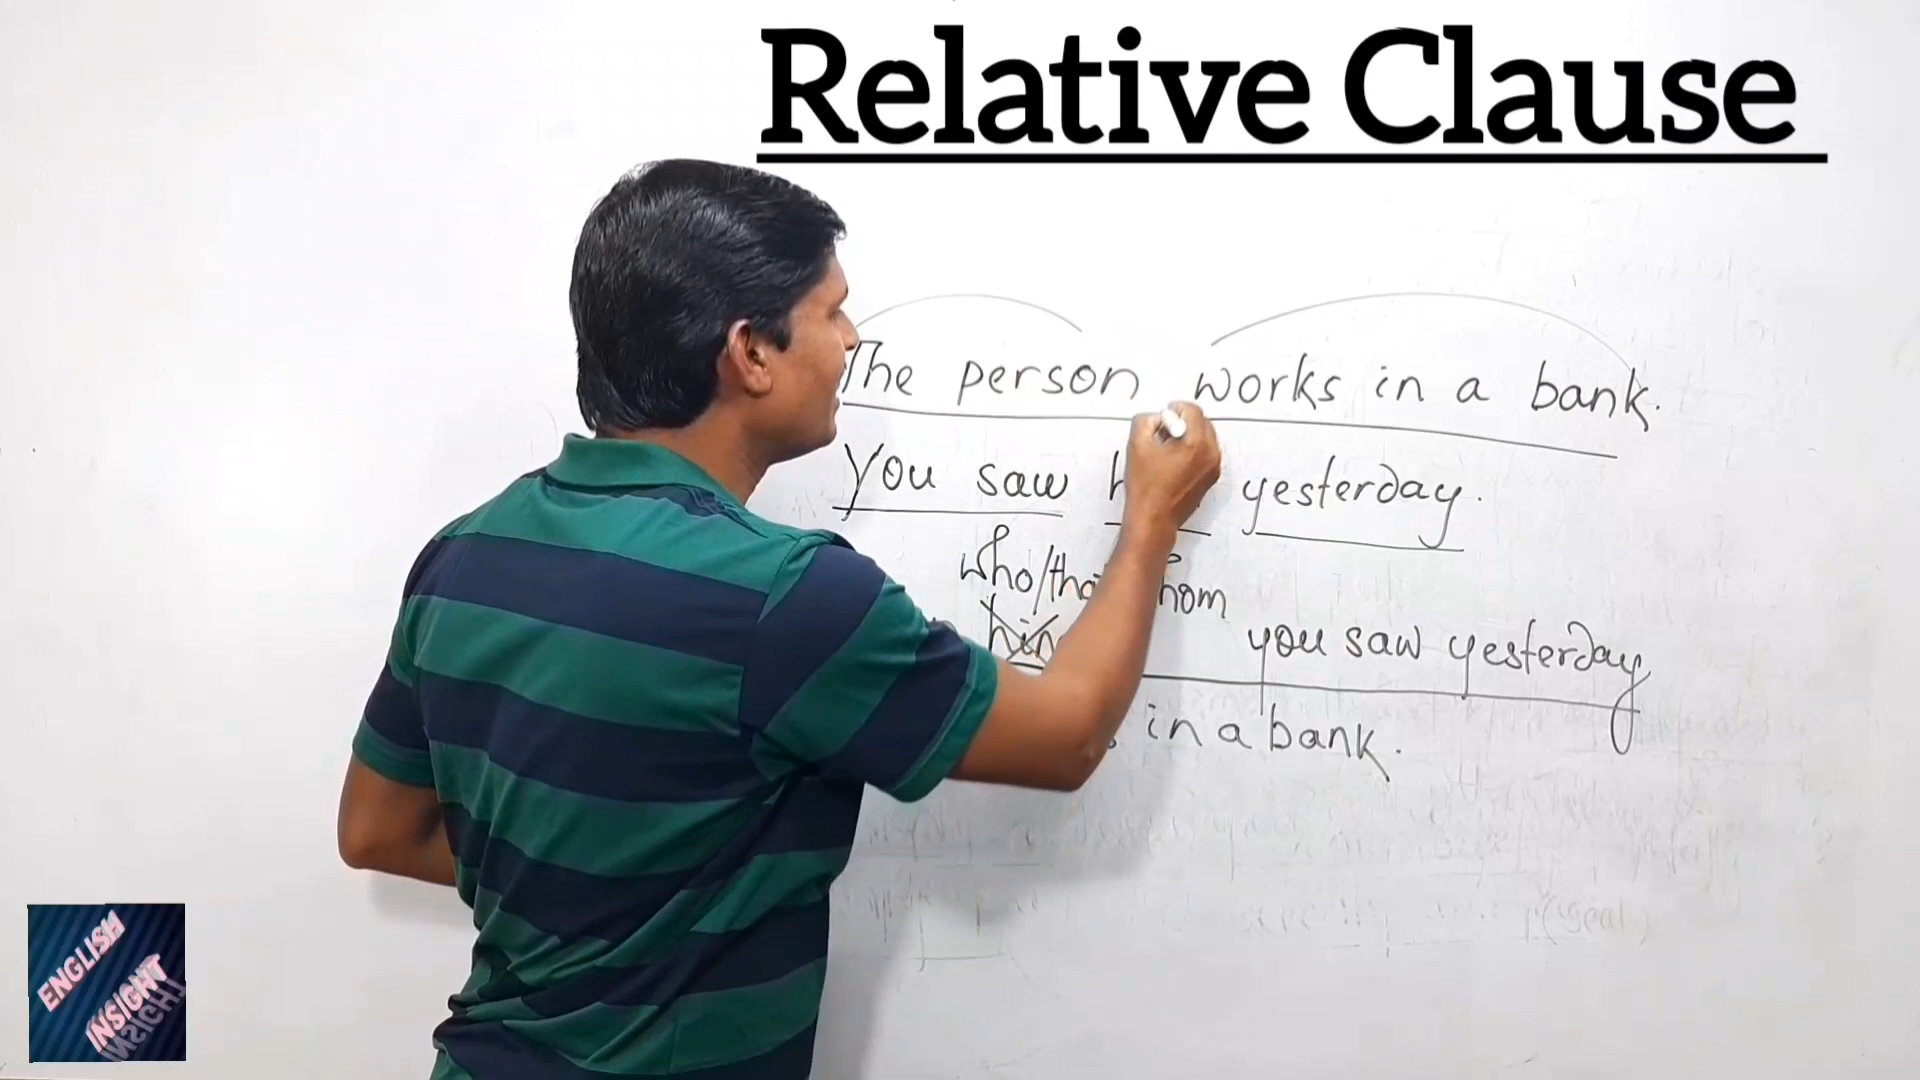 Relative Clause
The person works in a bank.
You saw yesterday.
who/
you saw yesterday
in a bank.
ENGLISH
INSIGHT